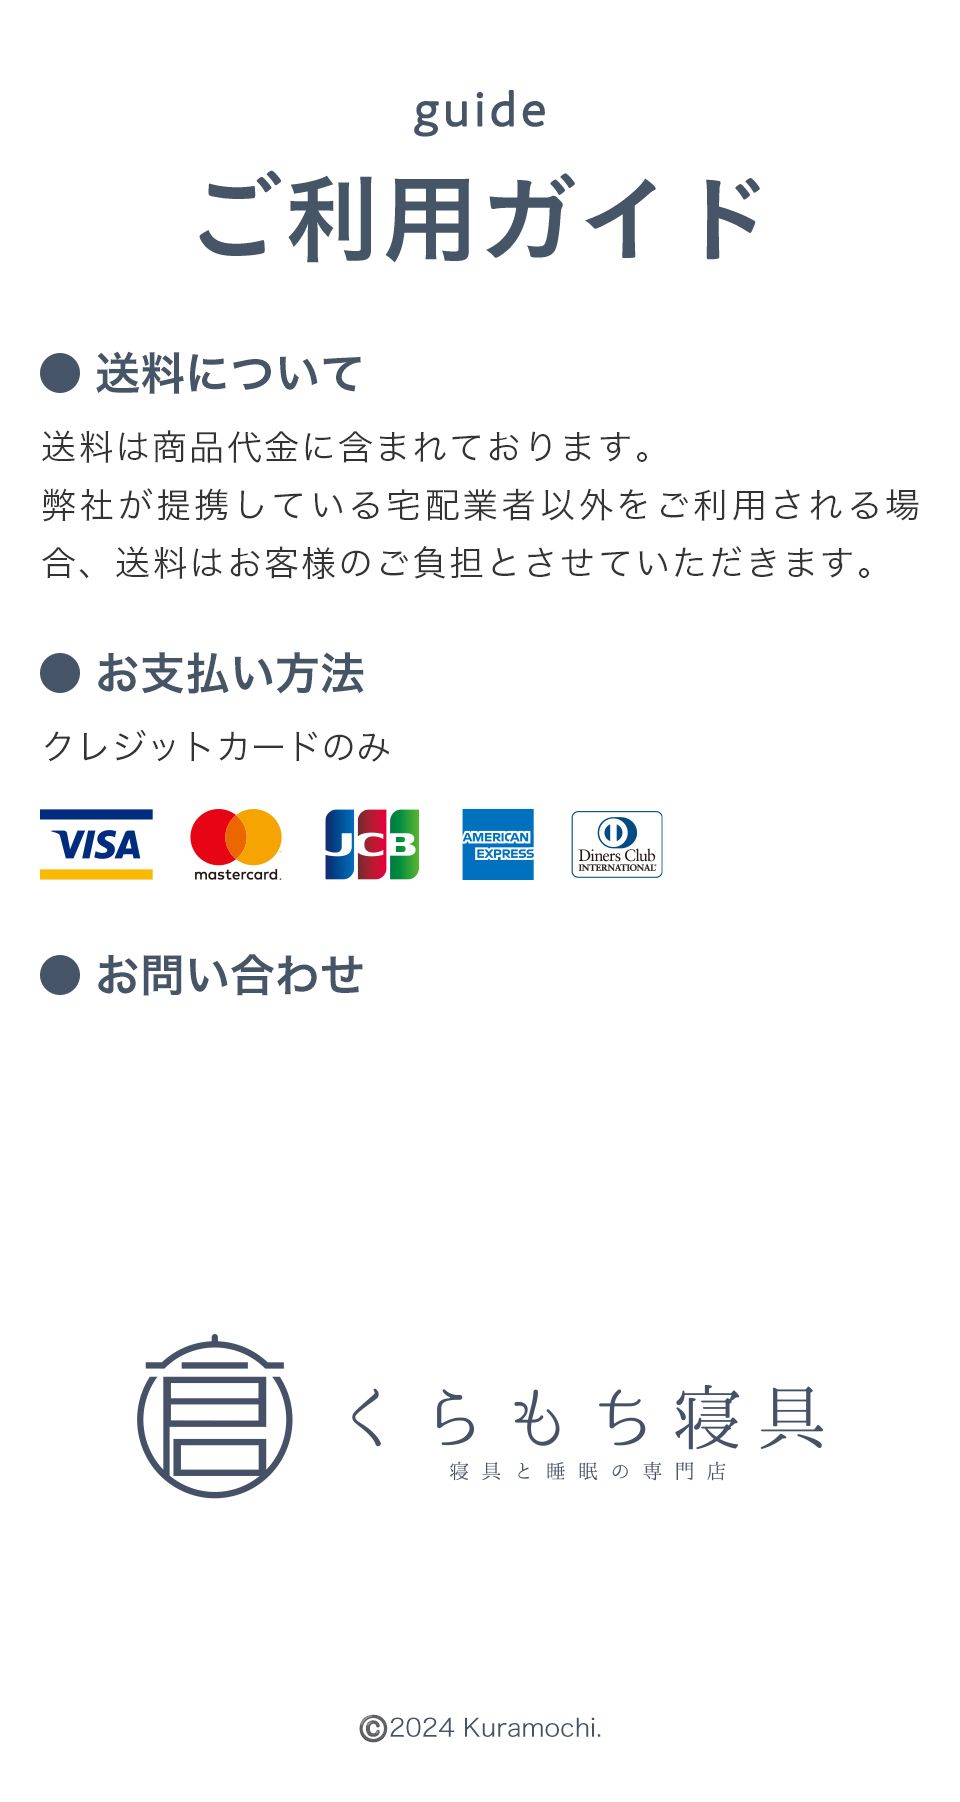 guide
ご利用ガイド
● 送料について
送料は商品代金に含まれております。
弊社が提携している宅配業者以外をご利用される場
合、送料はお客様のご負担とさせていただきます。
● お支払い方法
クレジットカードのみ
VISA
mastercard.
JCB
AMERICAN
EXPRESS
Diners Club
INTERNATIONAL®
● お問い合わせ
くらもち寝具
寝具と睡眠の専門店
©2024 Kuramochi.